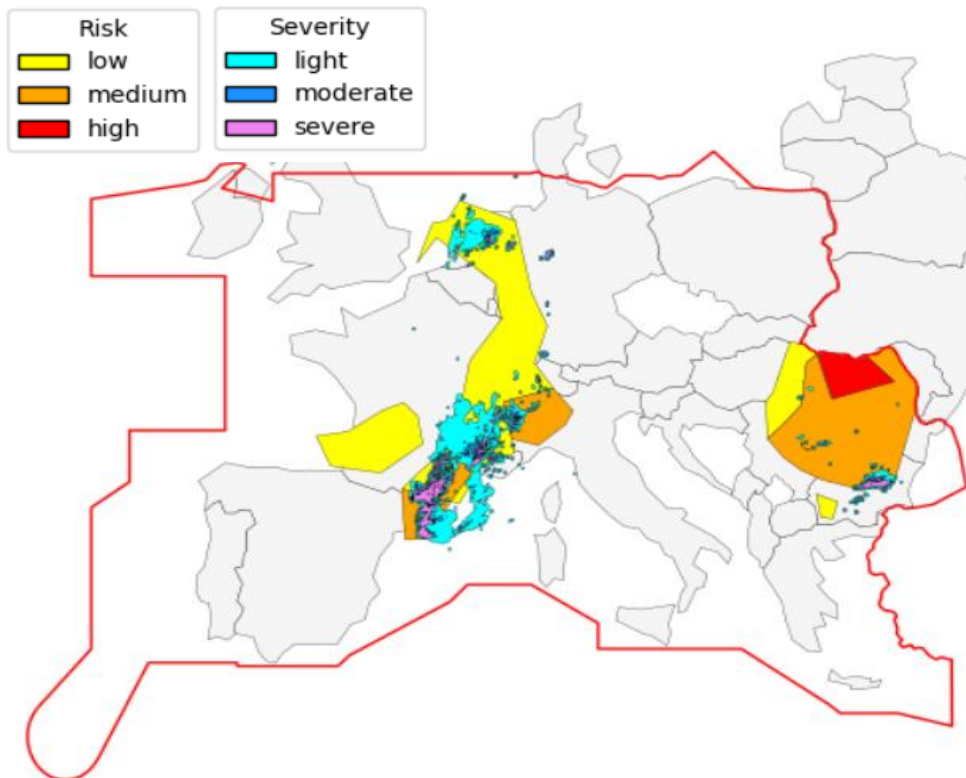 Risk
low
medium
high
Severity
light
moderate
severe